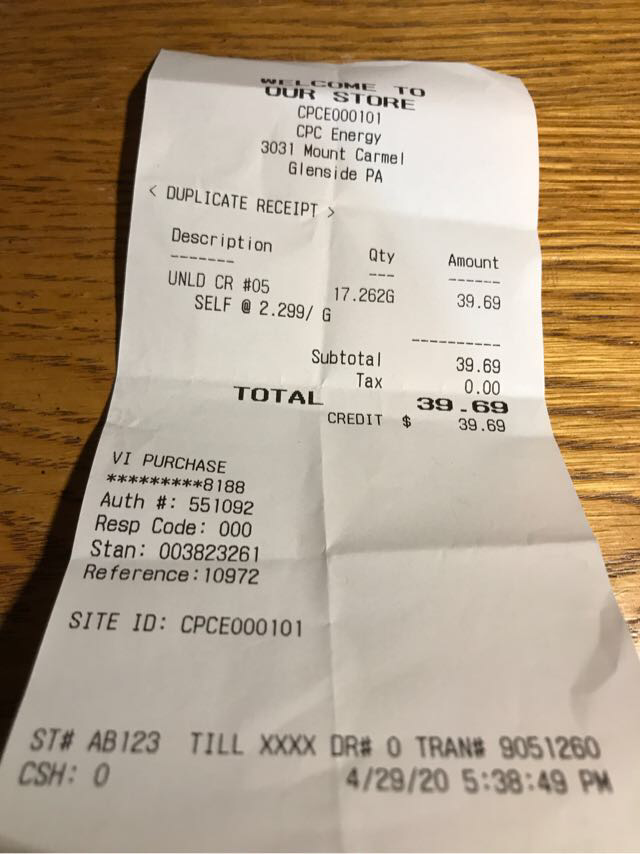 WELCOME TO
OUR STORE
CPCE000101
CPC Energy
3031 Mount Carmel
Glenside PA
< DUPLICATE RECEIPT >
Description Qty Amount
------- --- ------
UNLD CR #05 17.262G 39.69
SELF @ 2.299/ G
----------
Subtotal 39.69
Tax 0.00
TOTAL 39.69
CREDIT $ 39.69
VI PURCHASE
*********8188
Auth #: 551092
Resp Code: 000
Stan: 003823261
Reference:10972
SITE ID: CPCE000101
ST# AB123 TILL XXXX DR# 0 TRAN# 9051260
CSH: 0 4/29/20 5:38:49 PM